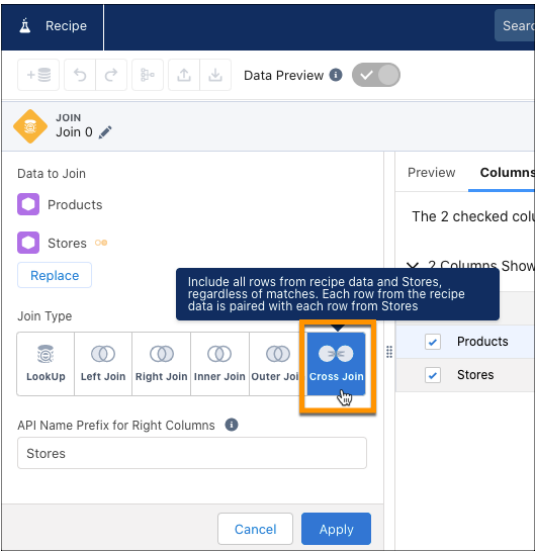 Recipe
Sear
Data Preview
JOIN
Join 0
Data to Join
Products
Stores
Replace
Include all rows from recipe data and Stores,
regardless of matches. Each row from the recipe
data is paired with each row from Stores
Join Type
LookUp
Left Join
Right Join
Inner Join
Outer Joi
Cross Join
API Name Prefix for Right Columns
Stores
Cancel
Apply
Preview
Columns
The 2 checked col
2 Columns Show
Products
Stores